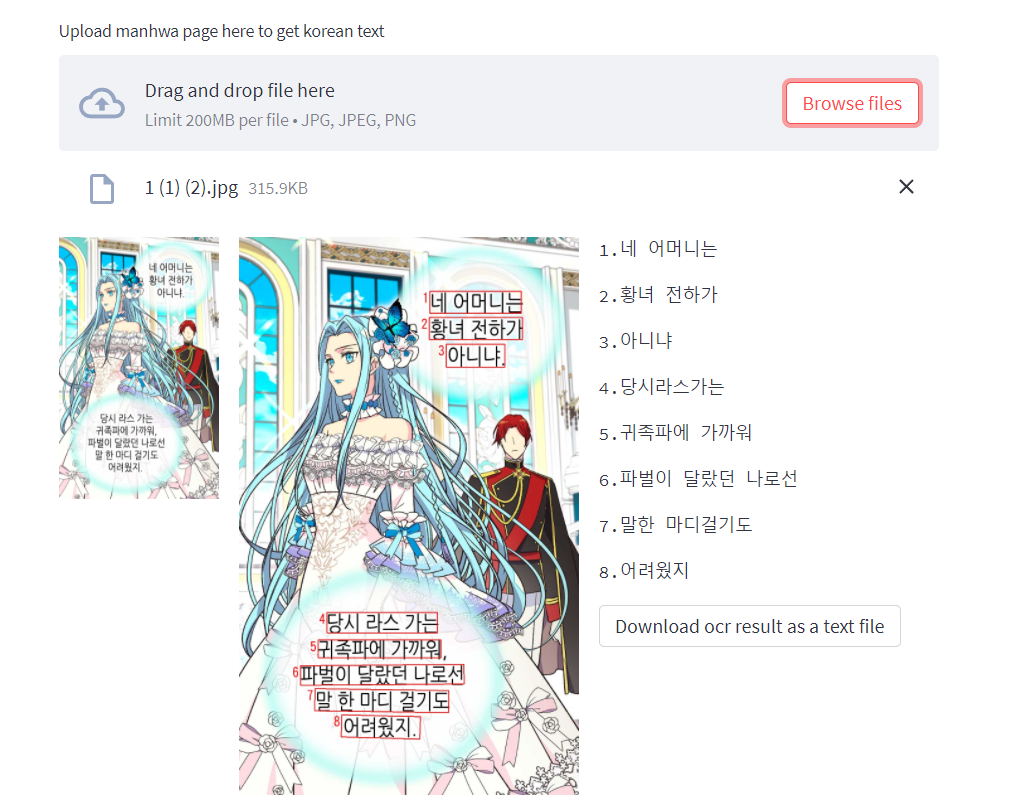 Upload manhwa page here to get korean text
Drag and drop file here
Limit 200MB per file • JPG, JPEG, PNG
Browse files
1 (1) (2).jpg 315.9KB
네 어머니는
황녀 전하가
아니냐.
당시 라스 가는
귀족파에 가까워,
파벌이 달랐던 나로선
말 한 마디 걸기도
어려웠지.
1 네 어머니는
2 황녀 전하가
3 아니냐.
4 당시 라스 가는
5 귀족파에 가까워,
6 파벌이 달랐던 나로선
7 말 한 마디 걸기도
8 어려웠지.
1.네 어머니는
2.황녀 전하가
3.아니냐
4.당시라스가는
5.귀족파에 가까워
6.파벌이 달랐던 나로선
7.말한 마디걸기도
8.어려웠지
Download ocr result as a text file